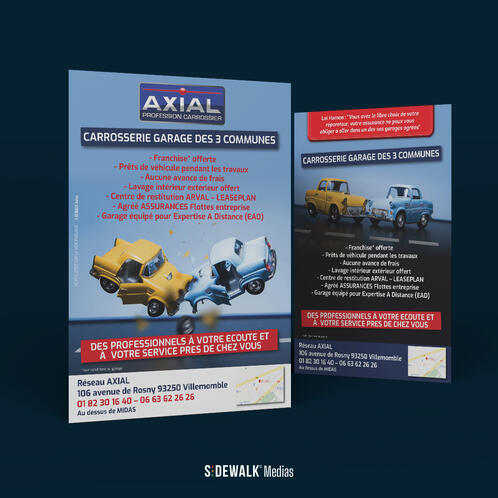 AXIAL
PROFESSION CARROSSIER
CARROSSERIE GARAGE DES 3 COMMUNES
- Franchise* offerte
- Prêts de véhicule pendant les travaux
- Aucune avance de frais
- Lavage intérieur extérieur offert
- Centre de restitution ARVAL – LEASEPLAN
- Agréé ASSURANCES Flottes entreprise
- Garage équipé pour Expertise A Distance (EAD)
DES PROFESSIONNELS À VOTRE ECOUTE ET
À VOTRE SERVICE PRES DE CHEZ VOUS
Réseau AXIAL
106 avenue de Rosny 93250 Villemomble
01 82 30 16 40 – 06 63 62 26 26
Au dessus de MIDAS
Loi Hamon : "Vous avez le libre choix de votre
réparateur, votre assurance ne peux vous
obliger à aller dans un des ses garages agréés"
CARROSSERIE GARAGE DES 3 COMMUNES
- Franchise* offerte
- Prêts de véhicule pendant les travaux
- Aucune avance de frais
- Lavage intérieur extérieur offert
- Centre de restitution ARVAL – LEASEPLAN
- Agréé ASSURANCES Flottes entreprise
- Garage équipé pour Expertise A Distance (EAD)
DES PROFESSIONNELS À VOTRE ECOUTE ET
À VOTRE SERVICE PRES DE CHEZ VOUS
Réseau AXIAL
106 avenue de Rosny 93250 Villemomble
01 82 30 16 40 – 06 63 62 26 26
Au dessus de MIDAS
S:DEWALK® Medias